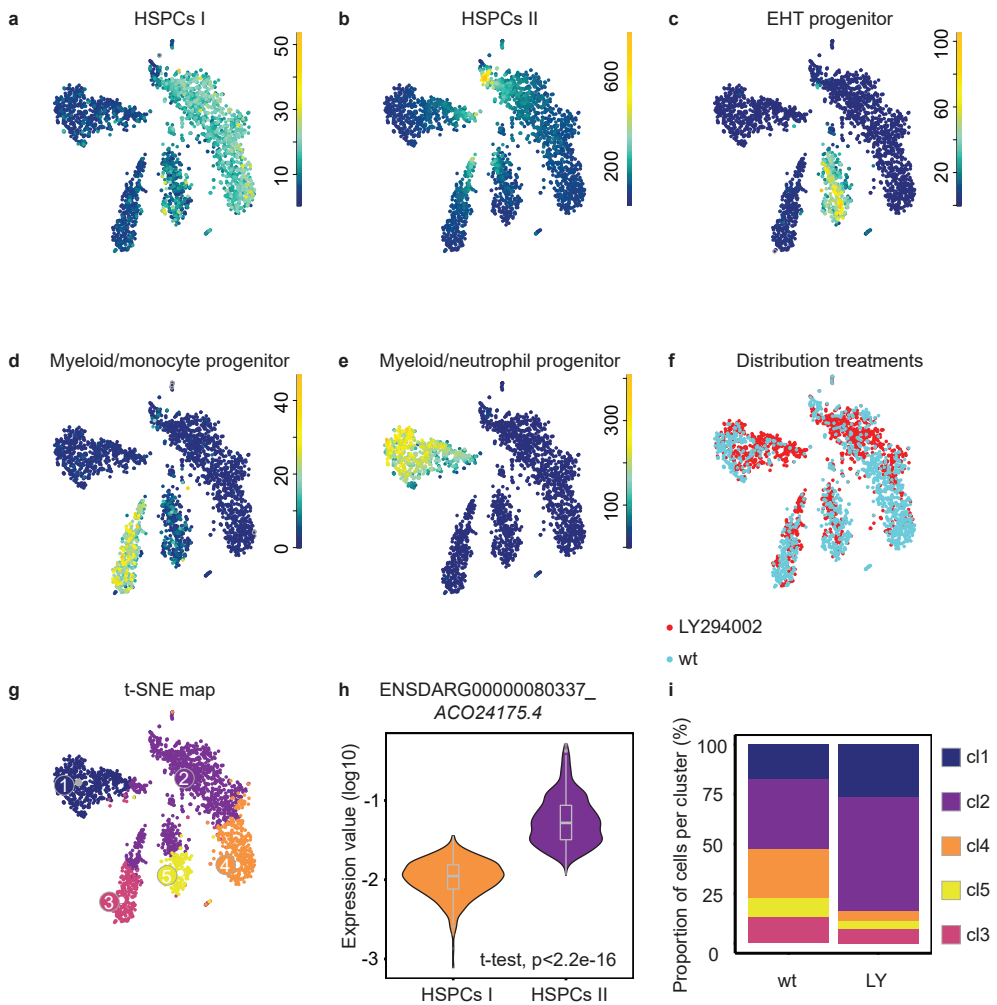 a HSPCs I
50
30
10
b HSPCs II
600
200
c EHT progenitor
100
80
60
40
20
d Myeloid/monocyte progenitor
40
20
0
e Myeloid/neutrophil progenitor
300
100
f Distribution treatments
LY294002
wt
g t-SNE map
1
2
3
4
5
h ENSDARG00000080337_
ACO24175.4
Expression value (log10)
-1
-2
-3
t-test, p<2.2e-16
HSPCs I HSPCs II
i
Proportion of cells per cluster (%)
100
75
50
25
0
wt LY
cl1
cl2
cl4
cl5
cl3